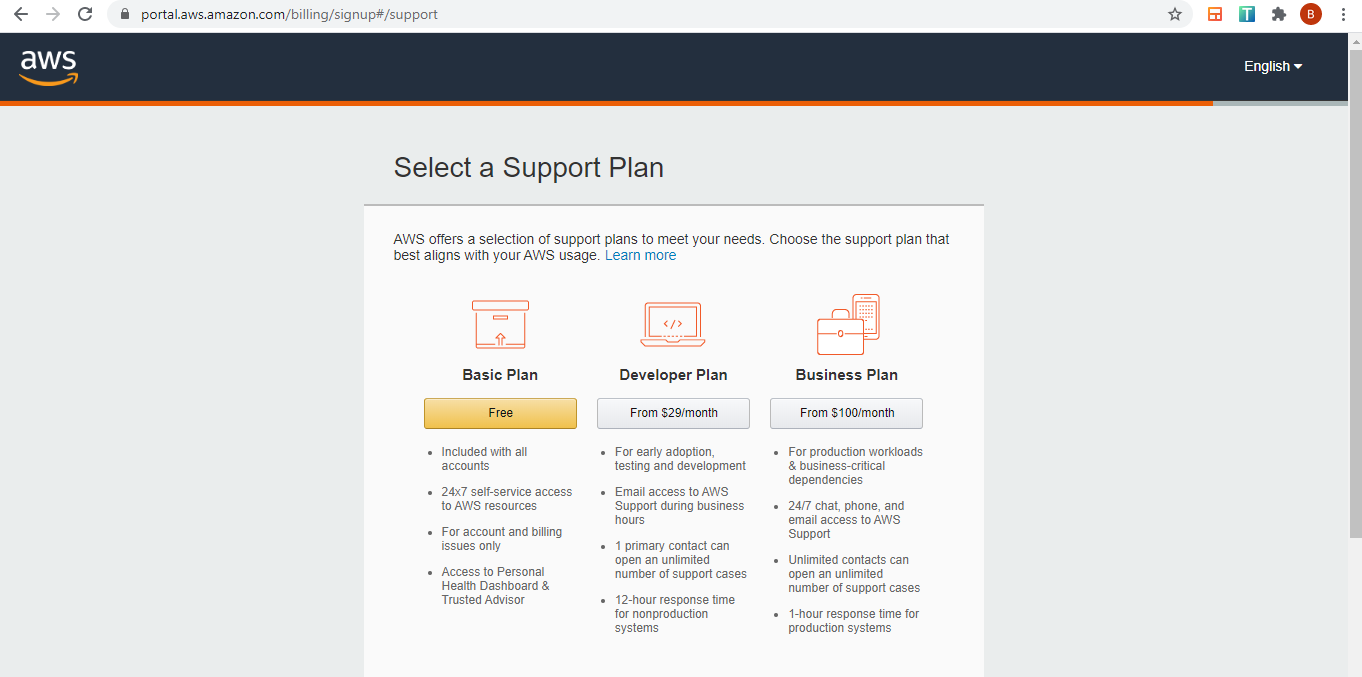 portal.aws.amazon.com/billing/signup#/support
T
B
aws
English
Select a Support Plan
AWS offers a selection of support plans to meet your needs. Choose the support plan that
best aligns with your AWS usage. Learn more
</>
Basic Plan
Free
Included with all
accounts
24x7 self-service access
to AWS resources
For account and billing
issues only
Access to Personal
Health Dashboard &
Trusted Advisor
Developer Plan
From $29/month
For early adoption,
testing and development
Email access to AWS
Support during business
hours
1 primary contact can
open an unlimited
number of support cases
12-hour response time
for nonproduction
systems
Business Plan
From $100/month
For production workloads
& business-critical
dependencies
24/7 chat, phone, and
email access to AWS
Support
Unlimited contacts can
open an unlimited
number of support cases
1-hour response time for
production systems